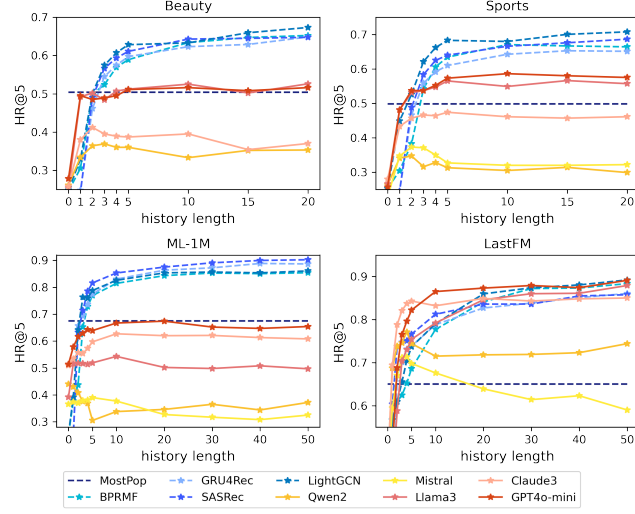 Beauty
Sports
0.7
0.6
0.5
0.4
0.3
HR@5
0 1 2 3 4 5 10 15 20
history length
0.7
0.6
0.5
0.4
0.3
HR@5
0 1 2 3 4 5 10 15 20
history length
ML-1M
LastFM
0.9
0.8
0.7
0.6
0.5
0.4
0.3
HR@5
0 5 10 20 30 40 50
history length
0.9
0.8
0.7
0.6
HR@5
0 5 10 20 30 40 50
history length
MostPop GRU4Rec LightGCN Mistral Claude3
BPRMF SASRec Qwen2 Llama3 GPT4o-mini